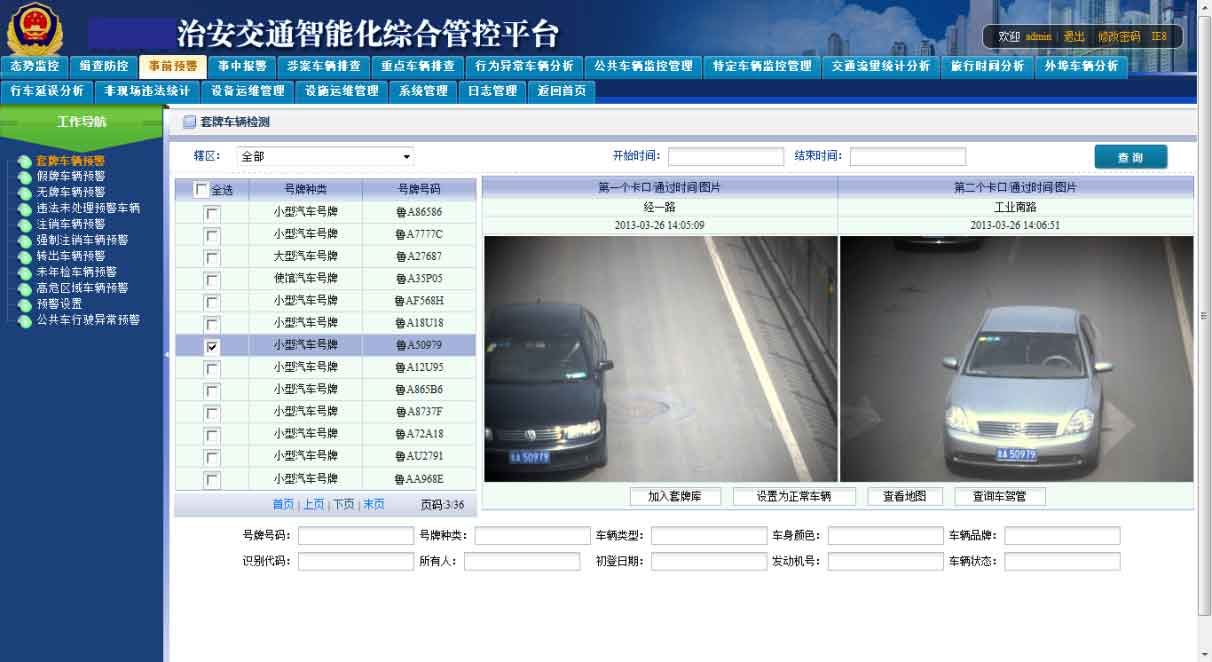 治安交通智能化综合管控平台
欢迎 admin | 退出 | 修改密码 IE8
态势监控 缉查防控 事前预警 事中报警 涉案车辆排查 重点车辆排查 行为异常车辆分析 公共车辆监控管理 特定车辆监控管理 交通流量统计分析 旅行时间分析 外埠车辆分析
行车延误分析 非现场违法统计 设备运维管理 设施运维管理 系统管理 日志管理 返回首页
工作导航
套牌车辆预警
假牌车辆预警
无牌车辆预警
违法未处理预警车辆
注销车辆预警
强制注销车辆预警
转出车辆预警
未年检车辆预警
高危区域车辆预警
预警设置
公共车行驶异常预警
套牌车辆检测
辖区: 全部 开始时间: 结束时间: 查 询
全选 号牌种类 号牌号码
小型汽车号牌 鲁A86586
小型汽车号牌 鲁A7777C
大型汽车号牌 鲁A27687
使馆汽车号牌 鲁A35P05
小型汽车号牌 鲁AF568H
小型汽车号牌 鲁A18U18
小型汽车号牌 鲁A50979
小型汽车号牌 鲁A12U95
小型汽车号牌 鲁A865B6
小型汽车号牌 鲁A8737F
小型汽车号牌 鲁A72A18
小型汽车号牌 鲁AU2791
小型汽车号牌 鲁AA968E
首页 | 上页 | 下页 | 末页 页码:3/36
第一个卡口/通过时间/图片 第二个卡口/通过时间/图片
经一路 工业南路
2013-03-26 14:05:09 2013-03-26 14:06:51
鲁A 50979 鲁A 50979
加入套牌库 设置为正常车辆 查看地图 查询车驾管
号牌号码: 号牌种类: 车辆类型: 车身颜色: 车辆品牌:
识别代码: 所有人: 初登日期: 发动机号: 车辆状态: